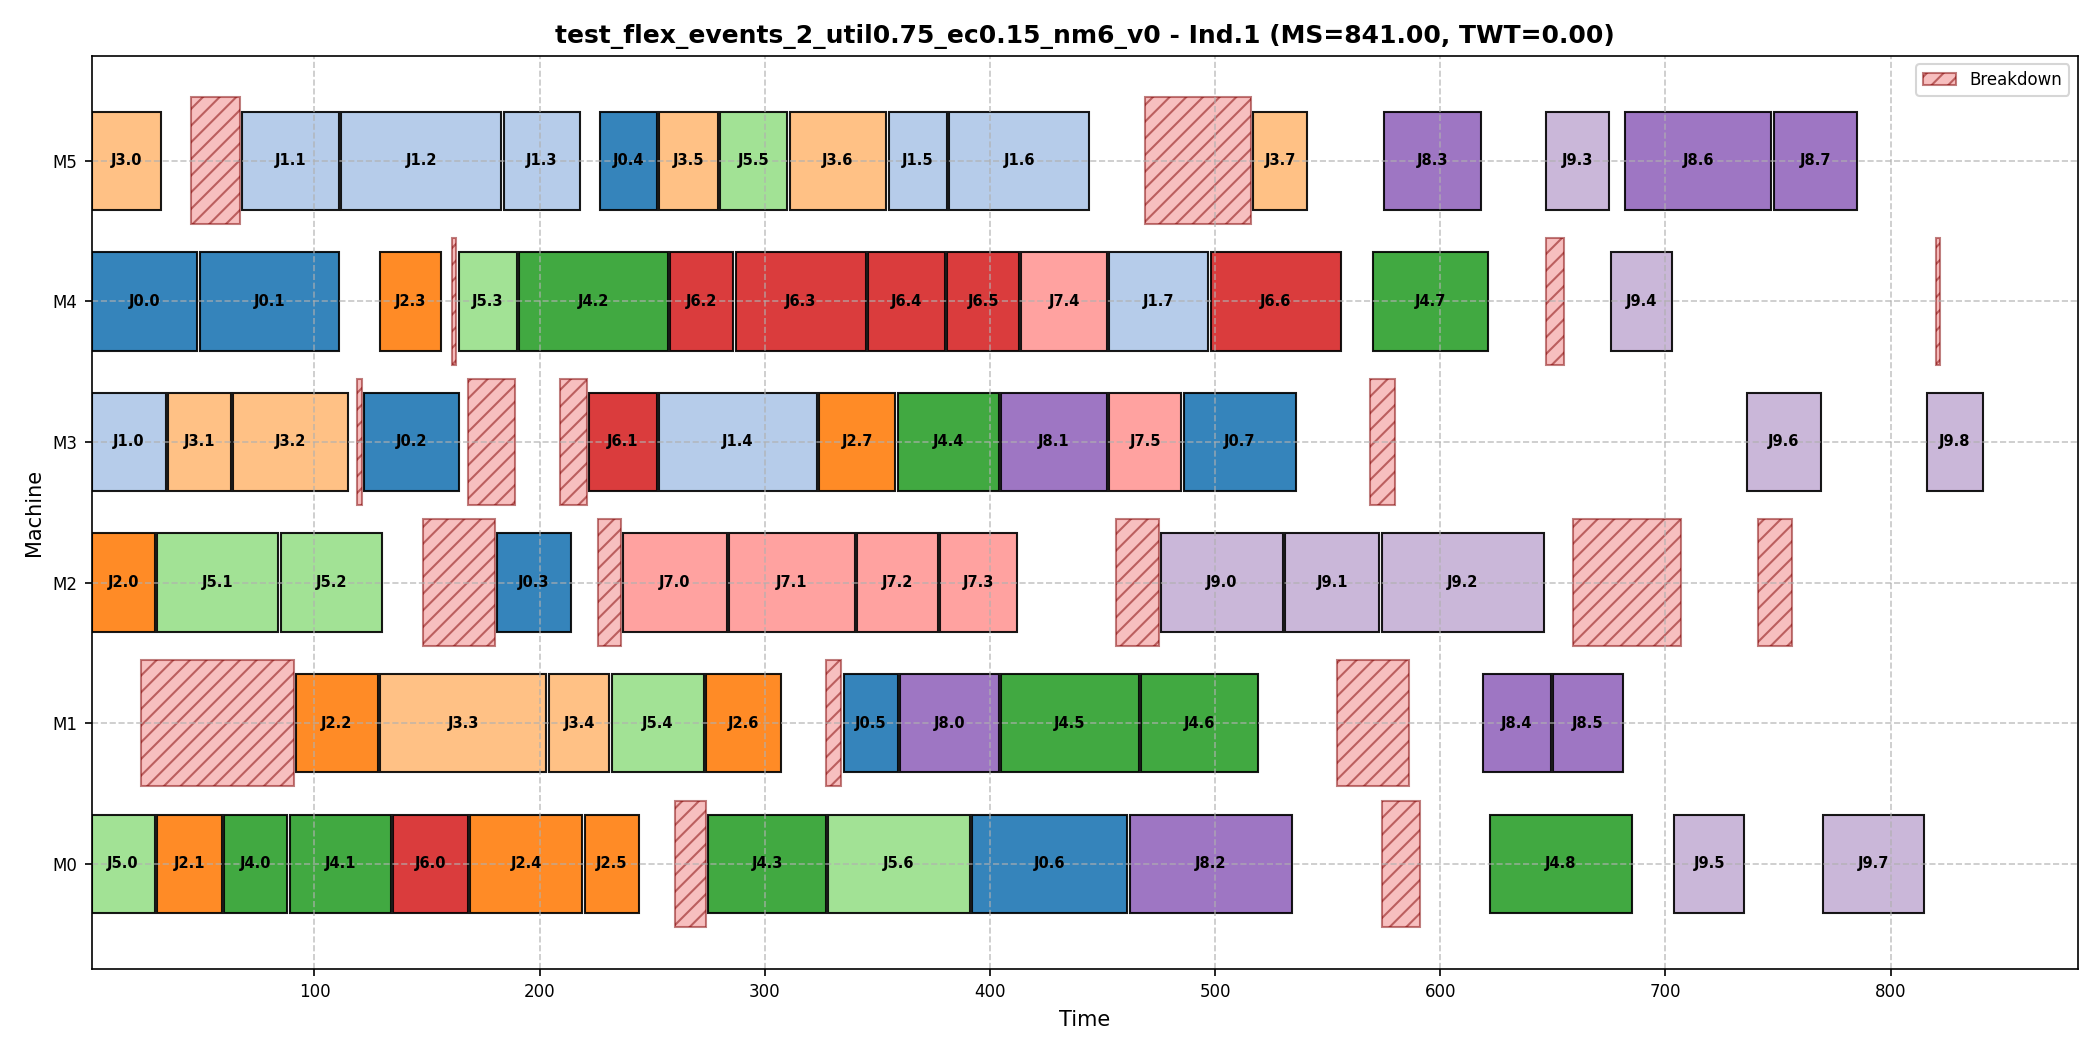 test_flex_events_2_util0.75_ec0.15_nm6_v0 - Ind.1 (MS=841.00, TWT=0.00)
Breakdown
M5 J3.0 J1.1 J1.2 J1.3 J0.4 J3.5 J5.5 J3.6 J1.5 J1.6 J3.7 J8.3 J9.3 J8.6 J8.7
M4 J0.0 J0.1 J2.3 J5.3 J4.2 J6.2 J6.3 J6.4 J6.5 J7.4 J1.7 J6.6 J4.7 J9.4
M3 J1.0 J3.1 J3.2 J0.2 J6.1 J1.4 J2.7 J4.4 J8.1 J7.5 J0.7 J9.6 J9.8
Machine
M2 J2.0 J5.1 J5.2 J0.3 J7.0 J7.1 J7.2 J7.3 J9.0 J9.1 J9.2
M1 J2.2 J3.3 J3.4 J5.4 J2.6 J0.5 J8.0 J4.5 J4.6 J8.4 J8.5
M0 J5.0 J2.1 J4.0 J4.1 J6.0 J2.4 J2.5 J4.3 J5.6 J0.6 J8.2 J4.8 J9.5 J9.7
100 200 300 400 500 600 700 800
Time